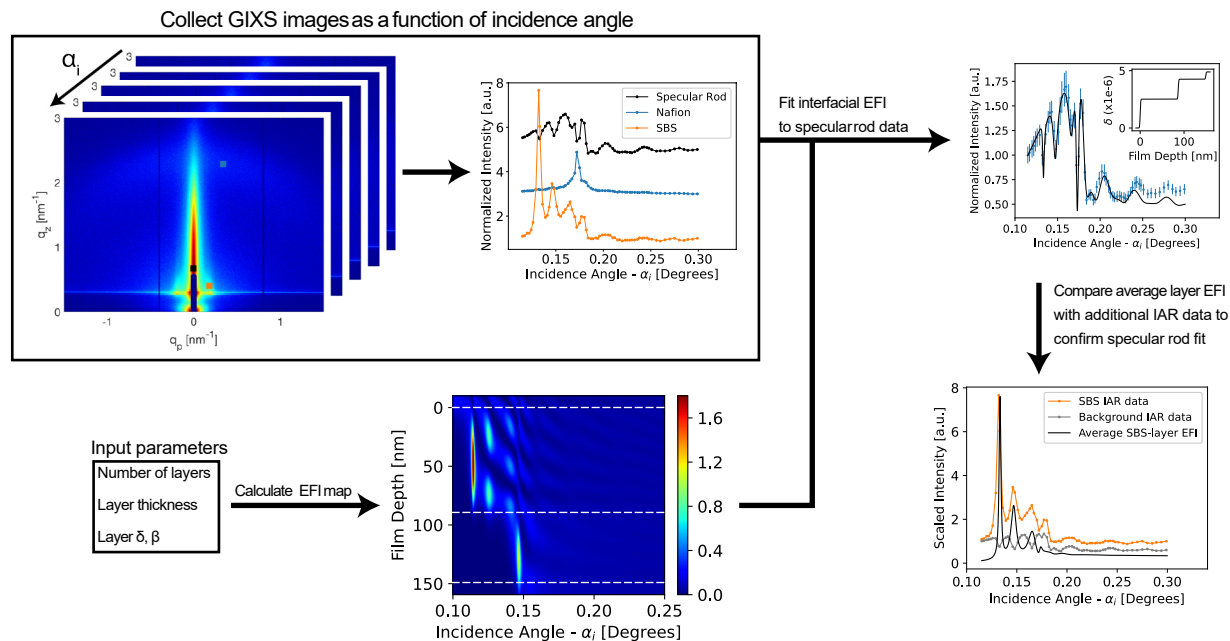 Collect GIXS images as a function of incidence angle
αi
3
3
3
3
3
2
1
0
qz [nm-1]
-1
0
1
qp [nm-1]
8
6
4
2
Normalized Intensity [a.u.]
Specular Rod
Nafion
SBS
0.15
0.20
0.25
0.30
Incidence Angle - αi [Degrees]
Fit interfacial EFI
to specular rod data
1.75
1.50
1.25
1.00
0.75
0.50
Normalized Intensity [a.u.]
5
0
δ (x1e-6)
0
100
Film Depth [nm]
0.10
0.15
0.20
0.25
0.30
Incidence Angle - αi [Degrees]
Compare average layer EFI
with additional IAR data to
confirm specular rod fit
Input parameters
Number of layers
Layer thickness
Layer δ, β
Calculate EFI map
0
50
100
150
Film Depth [nm]
0.10
0.15
0.20
0.25
Incidence Angle - αi [Degrees]
1.6
1.2
0.8
0.4
0.0
8
6
4
2
0
Scaled Intensity [a.u.]
SBS IAR data
Background IAR data
Average SBS-layer EFI
0.10
0.15
0.20
0.25
0.30
Incidence Angle - αi [Degrees]